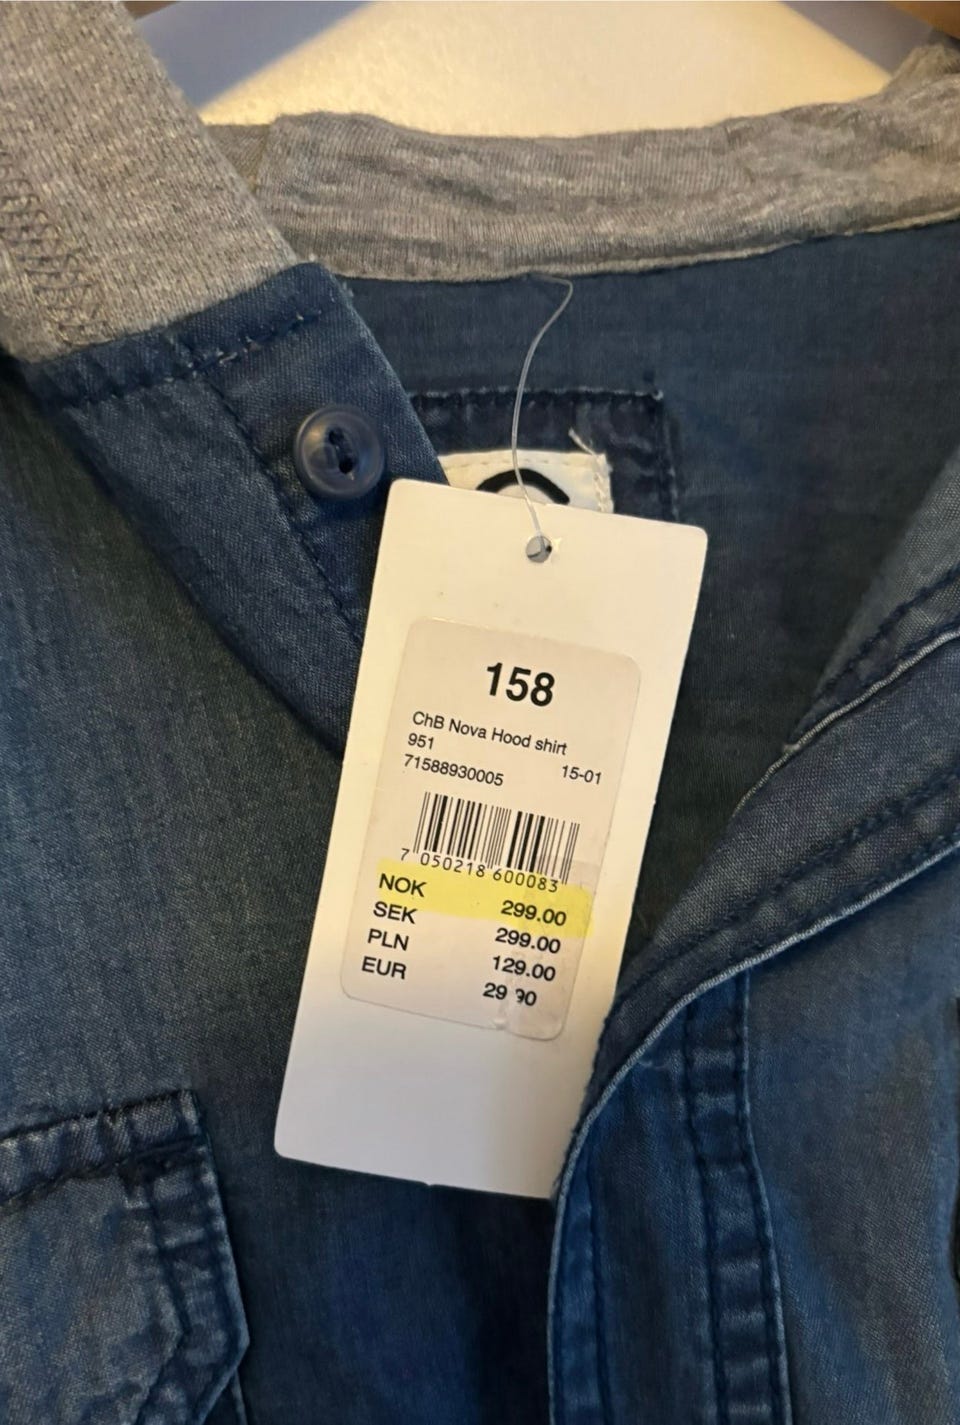 158
ChB Nova Hood shirt
951
71588930005 15-01
7 050218 600083
NOK 299.00
SEK 299.00
PLN 129.00
EUR 29.90